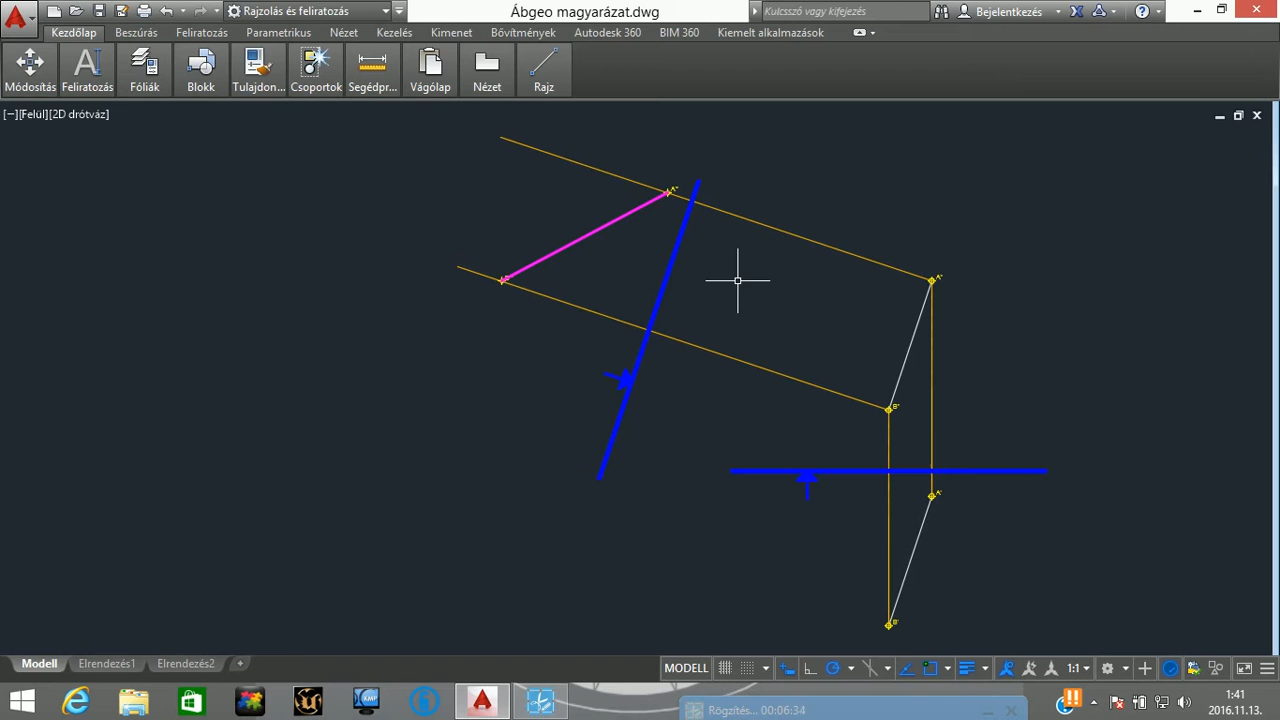 Rajzolás és feliratozás
Ábgeo magyarázat.dwg
Kulcsszó vagy kifejezés
Bejelentkezés
Kezdőlap
Beszúrás
Feliratozás
Parametrikus
Nézet
Kezelés
Kimenet
Bővítmények
Autodesk 360
BIM 360
Kiemelt alkalmazások
Módosítás
Feliratozás
Fóliák
Blokk
Tulajdon...
Csoportok
Segédpr...
Vágólap
Nézet
Rajz
[−][Felül][2D drótváz]
A"
B"
A'
B'
Modell
Elrendezés1
Elrendezés2
+
MODELL
1:1
KMP
Rögzítés... 00:06:34
1:41
2016.11.13.